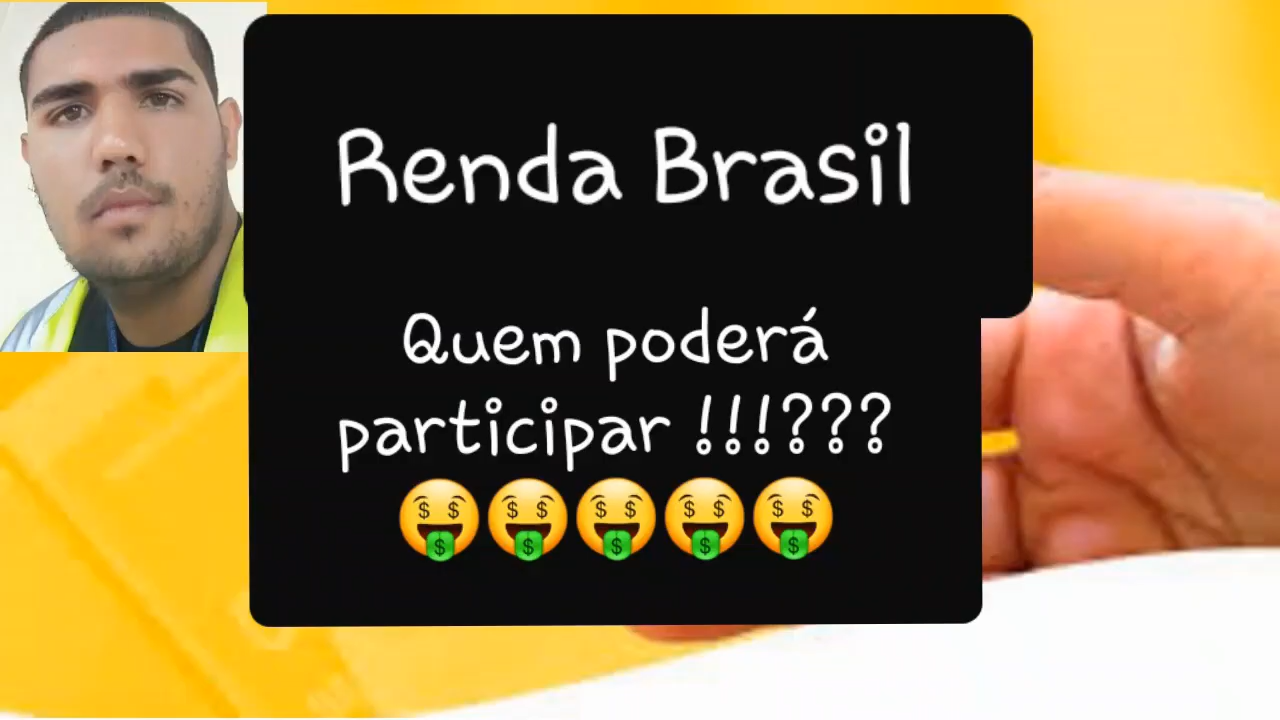 Renda Brasil
Quem poderá
participar !!!???
🤑🤑🤑🤑🤑